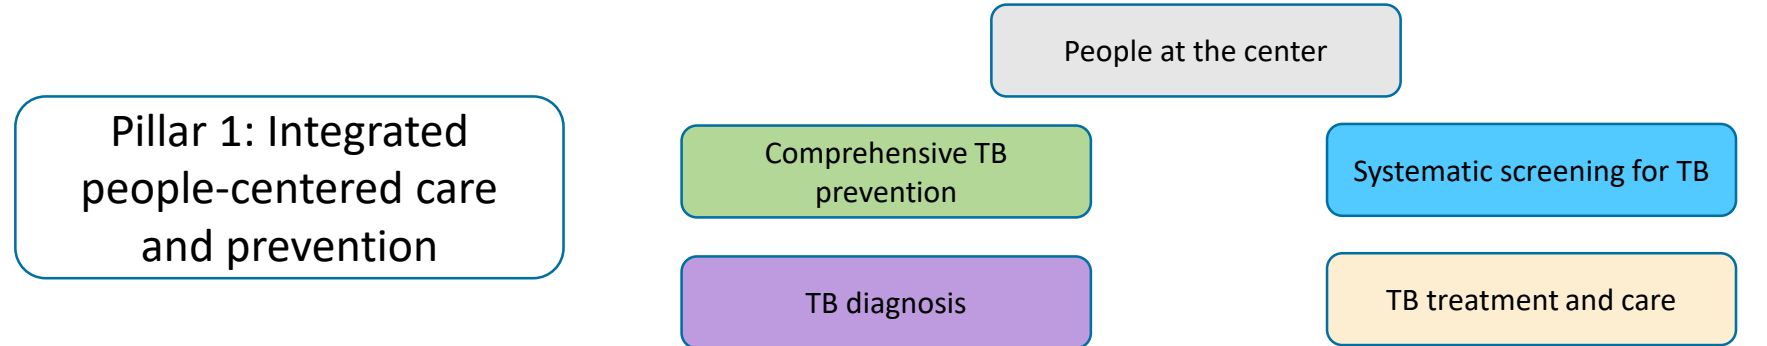 People at the center
Pillar 1: Integrated
people-centered care
and prevention
Comprehensive TB
prevention
Systematic screening for TB
TB diagnosis
TB treatment and care